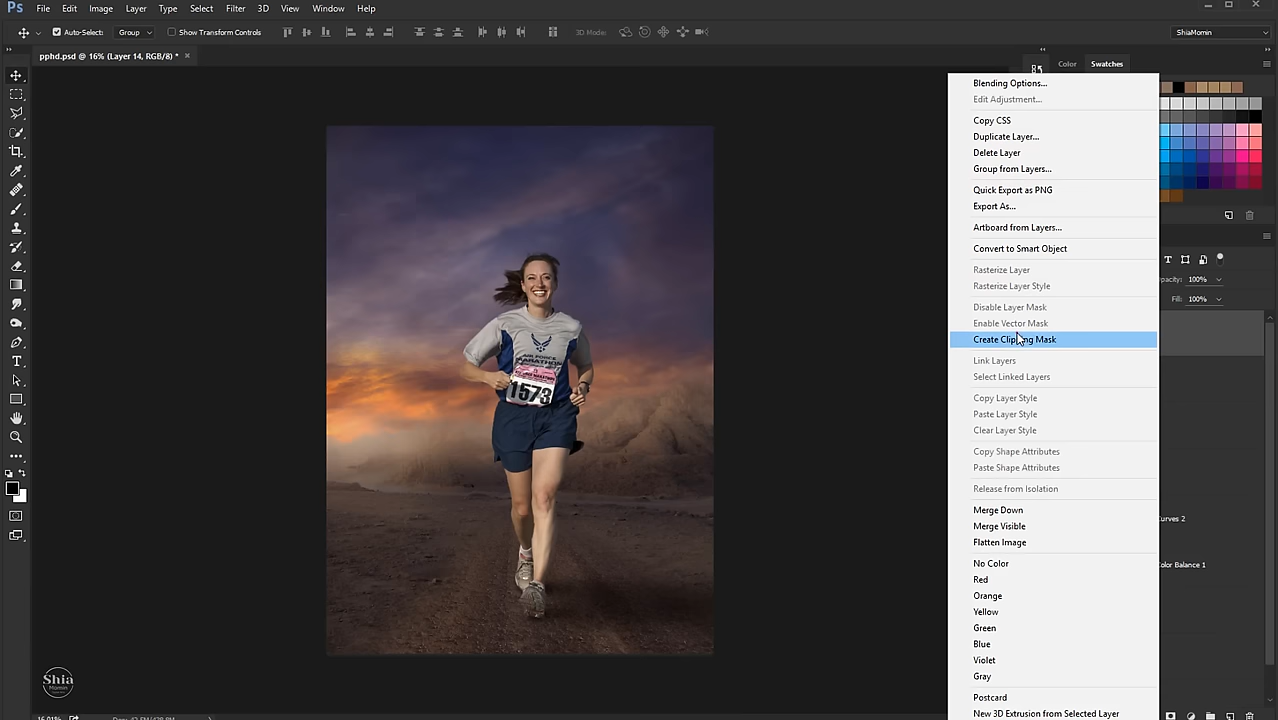 Ps File Edit Image Layer Type Select Filter 3D View Window Help
Auto-Select: Group Show Transform Controls 3D Mode: ShiaMomin
pphd.psd @ 16% (Layer 14, RGB/8) *
Color Swatches
Blending Options...
Edit Adjustment...
Copy CSS
Duplicate Layer...
Delete Layer
Group from Layers...
Quick Export as PNG
Export As...
Artboard from Layers...
Convert to Smart Object
Rasterize Layer
Rasterize Layer Style
Disable Layer Mask
Enable Vector Mask
Create Clipping Mask
Link Layers
Select Linked Layers
Copy Layer Style
Paste Layer Style
Clear Layer Style
Copy Shape Attributes
Paste Shape Attributes
Release from Isolation
Merge Down
Merge Visible
Flatten Image
No Color
Red
Orange
Yellow
Green
Blue
Violet
Gray
Postcard
New 3D Extrusion from Selected Layer
pacity: 100%
Fill: 100%
urves 2
olor Balance 1
AIR FORCE
MARATHON
1573
Shia
Momin
16.01%